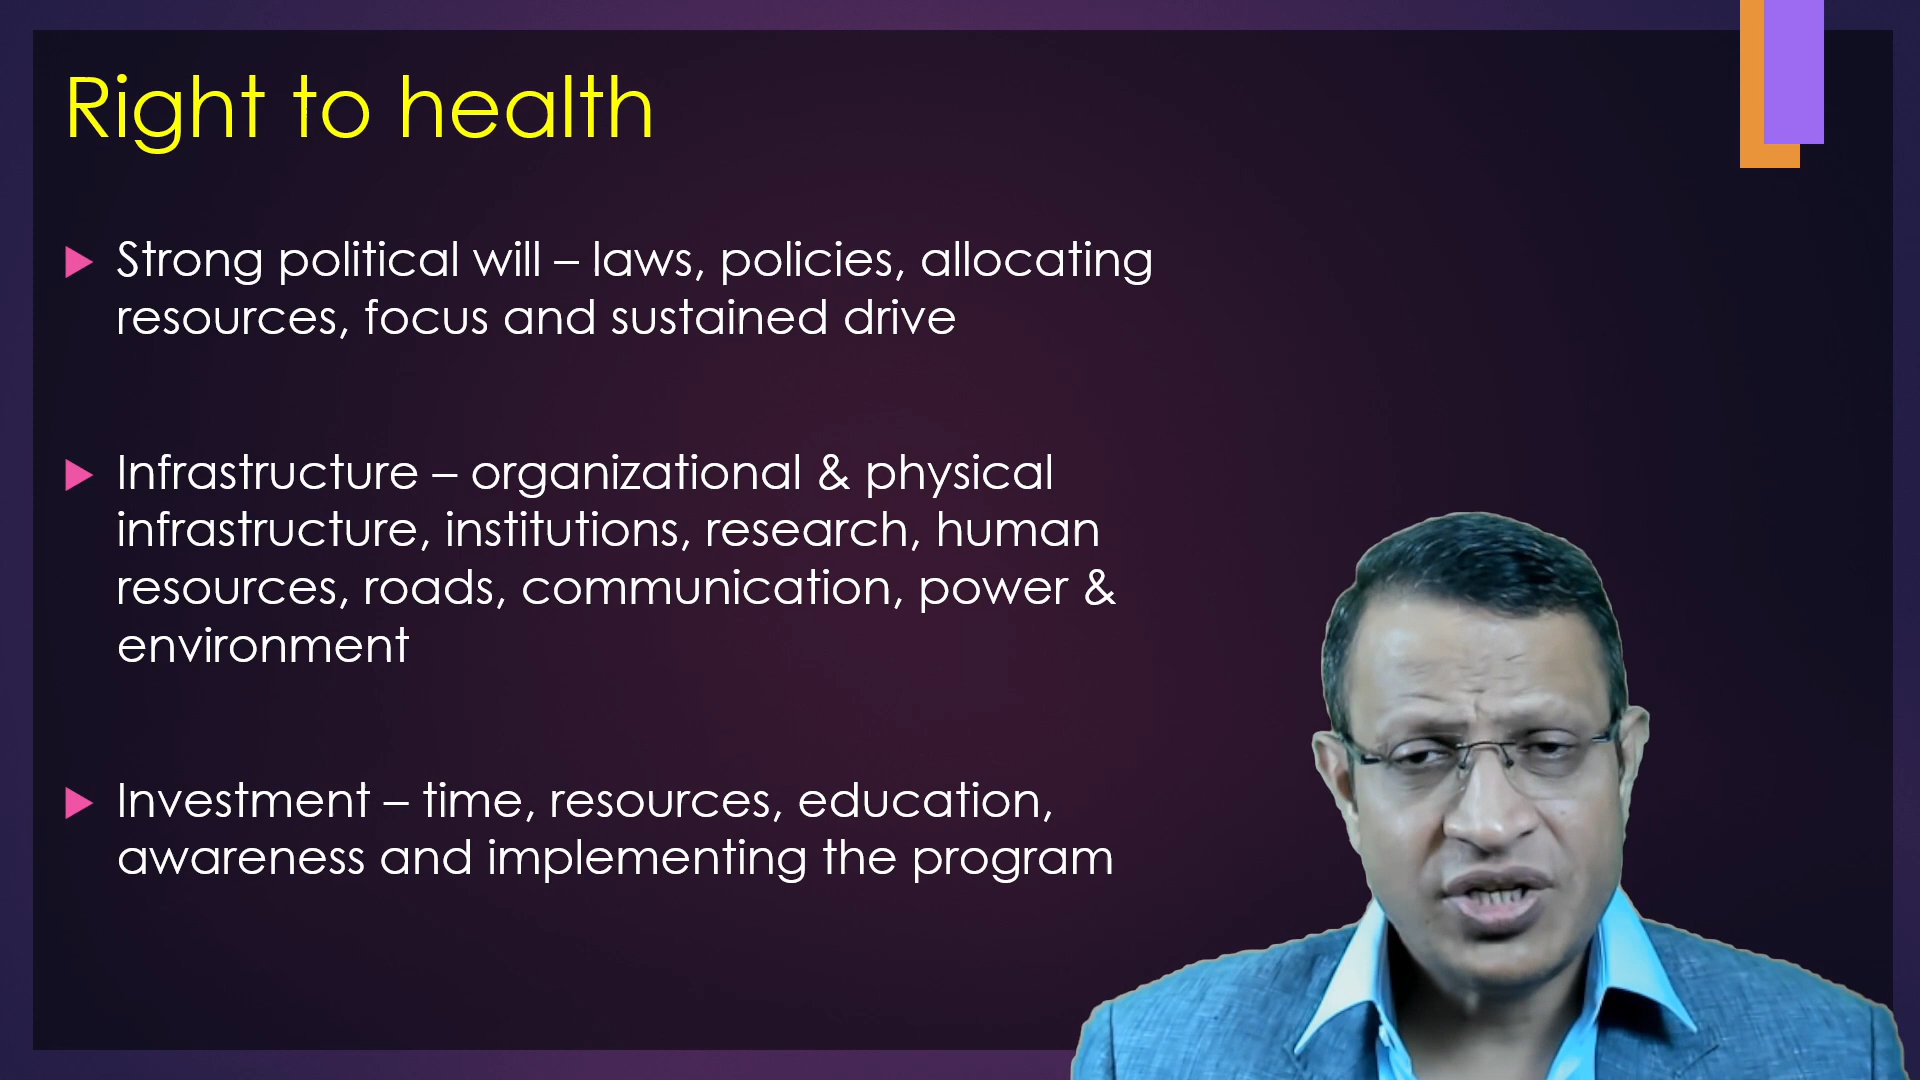 Right to health
Strong political will – laws, policies, allocating
resources, focus and sustained drive
Infrastructure – organizational & physical
infrastructure, institutions, research, human
resources, roads, communication, power &
environment
Investment – time, resources, education,
awareness and implementing the program